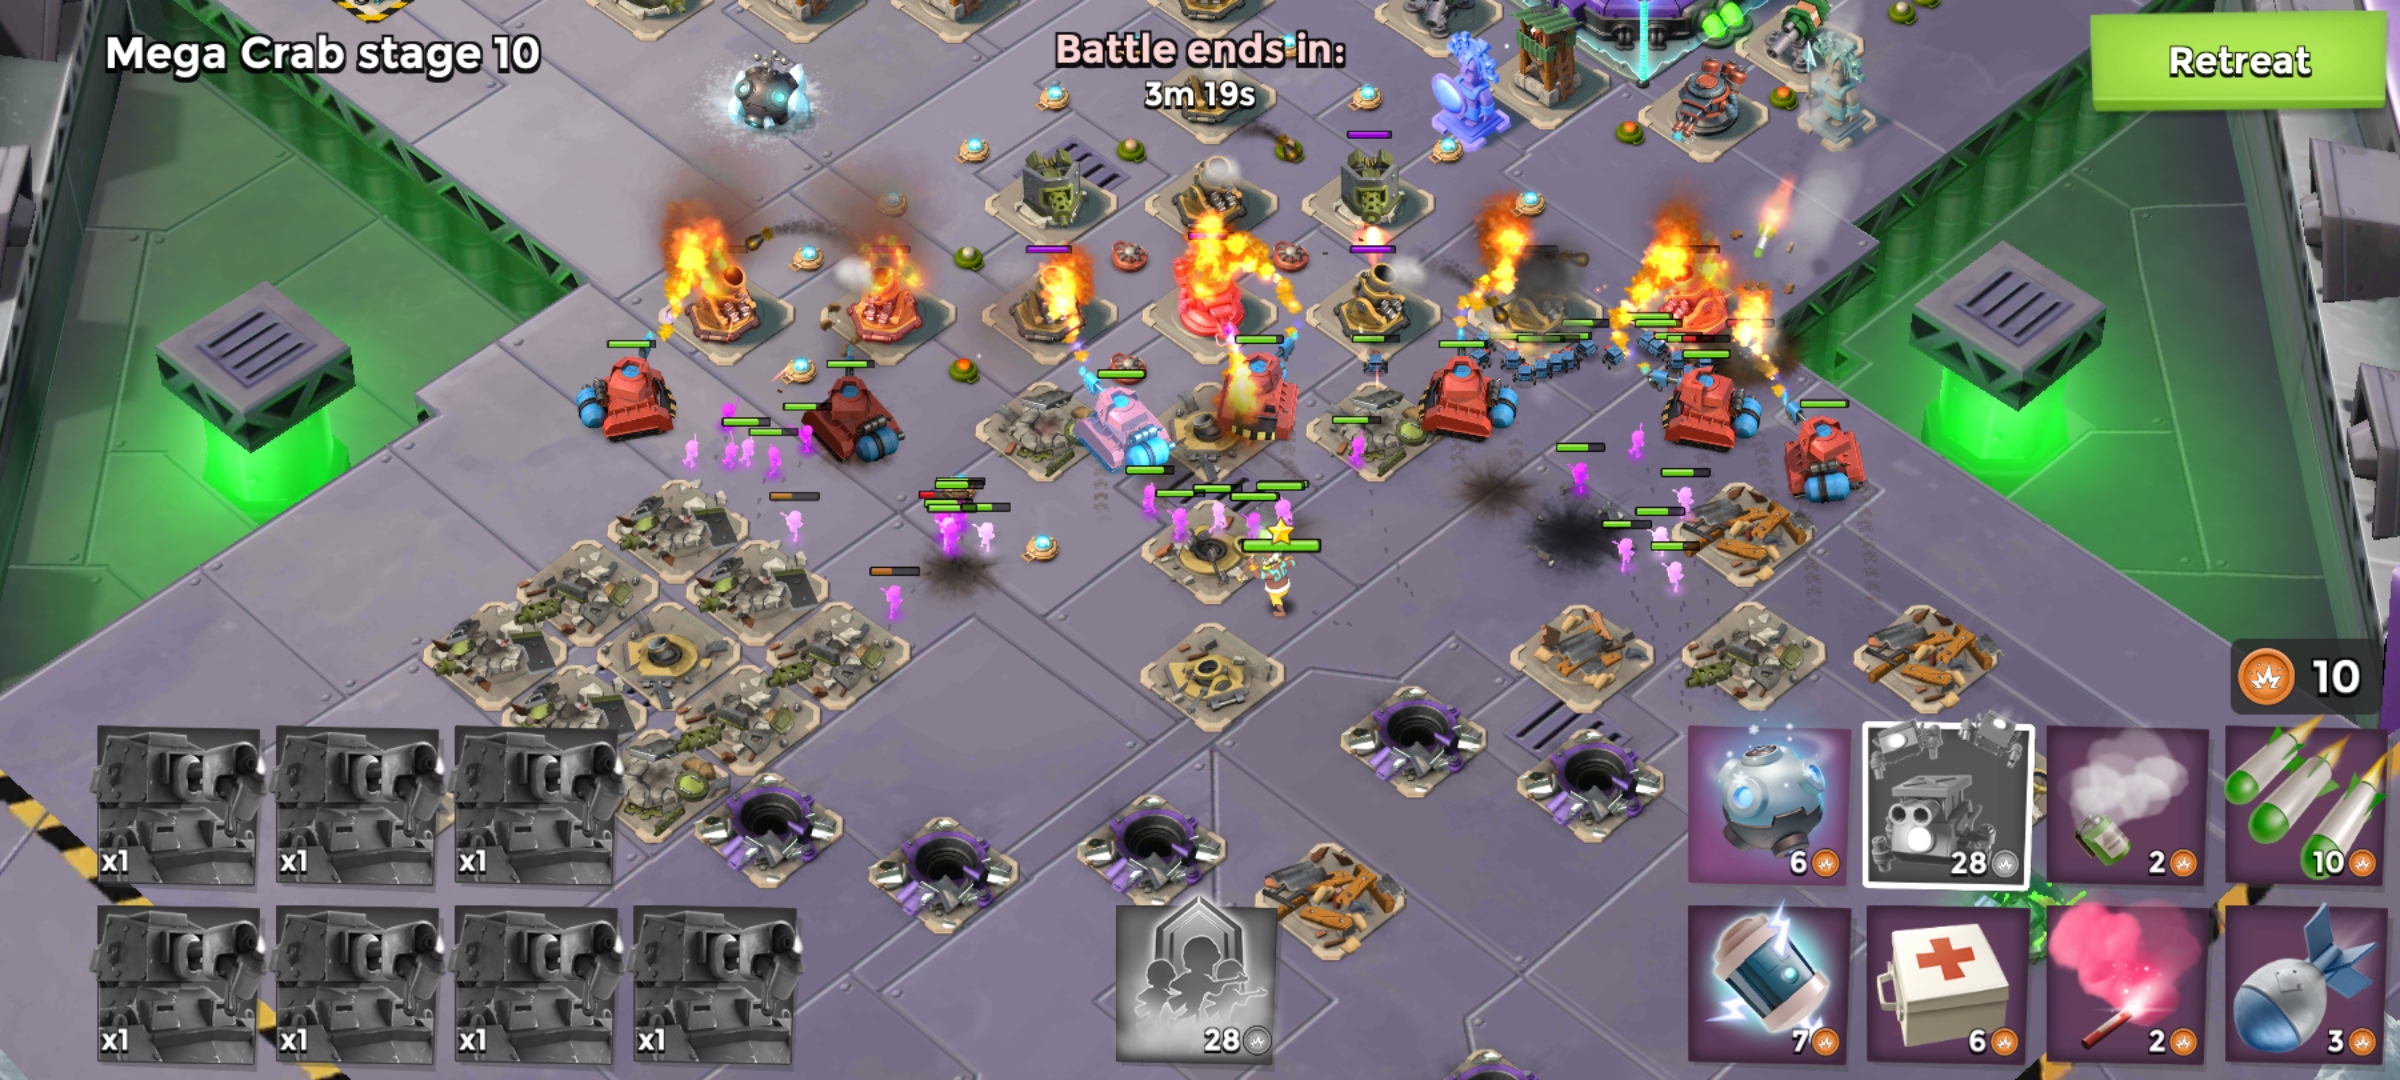 Mega Crab stage 10
Battle ends in:
3m 19s
Retreat
10
x1
x1
x1
6
28
2
10
x1
x1
x1
x1
28
7
6
2
3